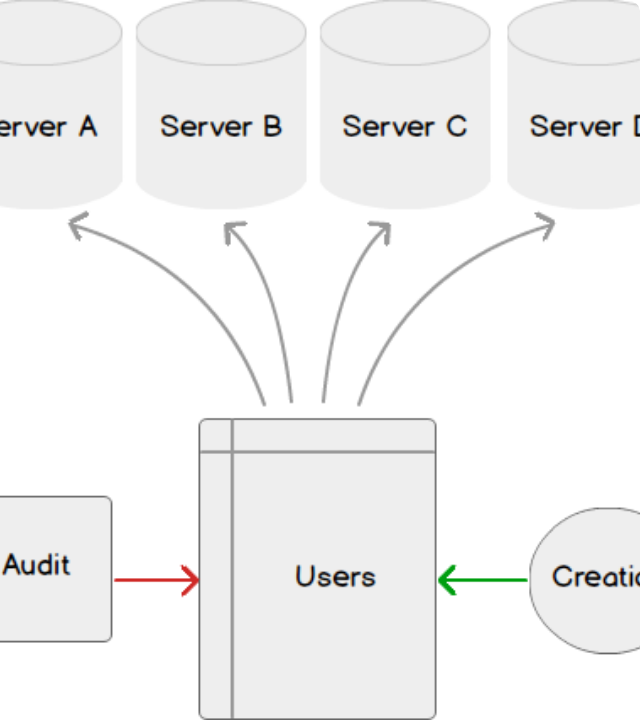 erver A
Server B
Server C
Server D
Audit
Users
Creatio